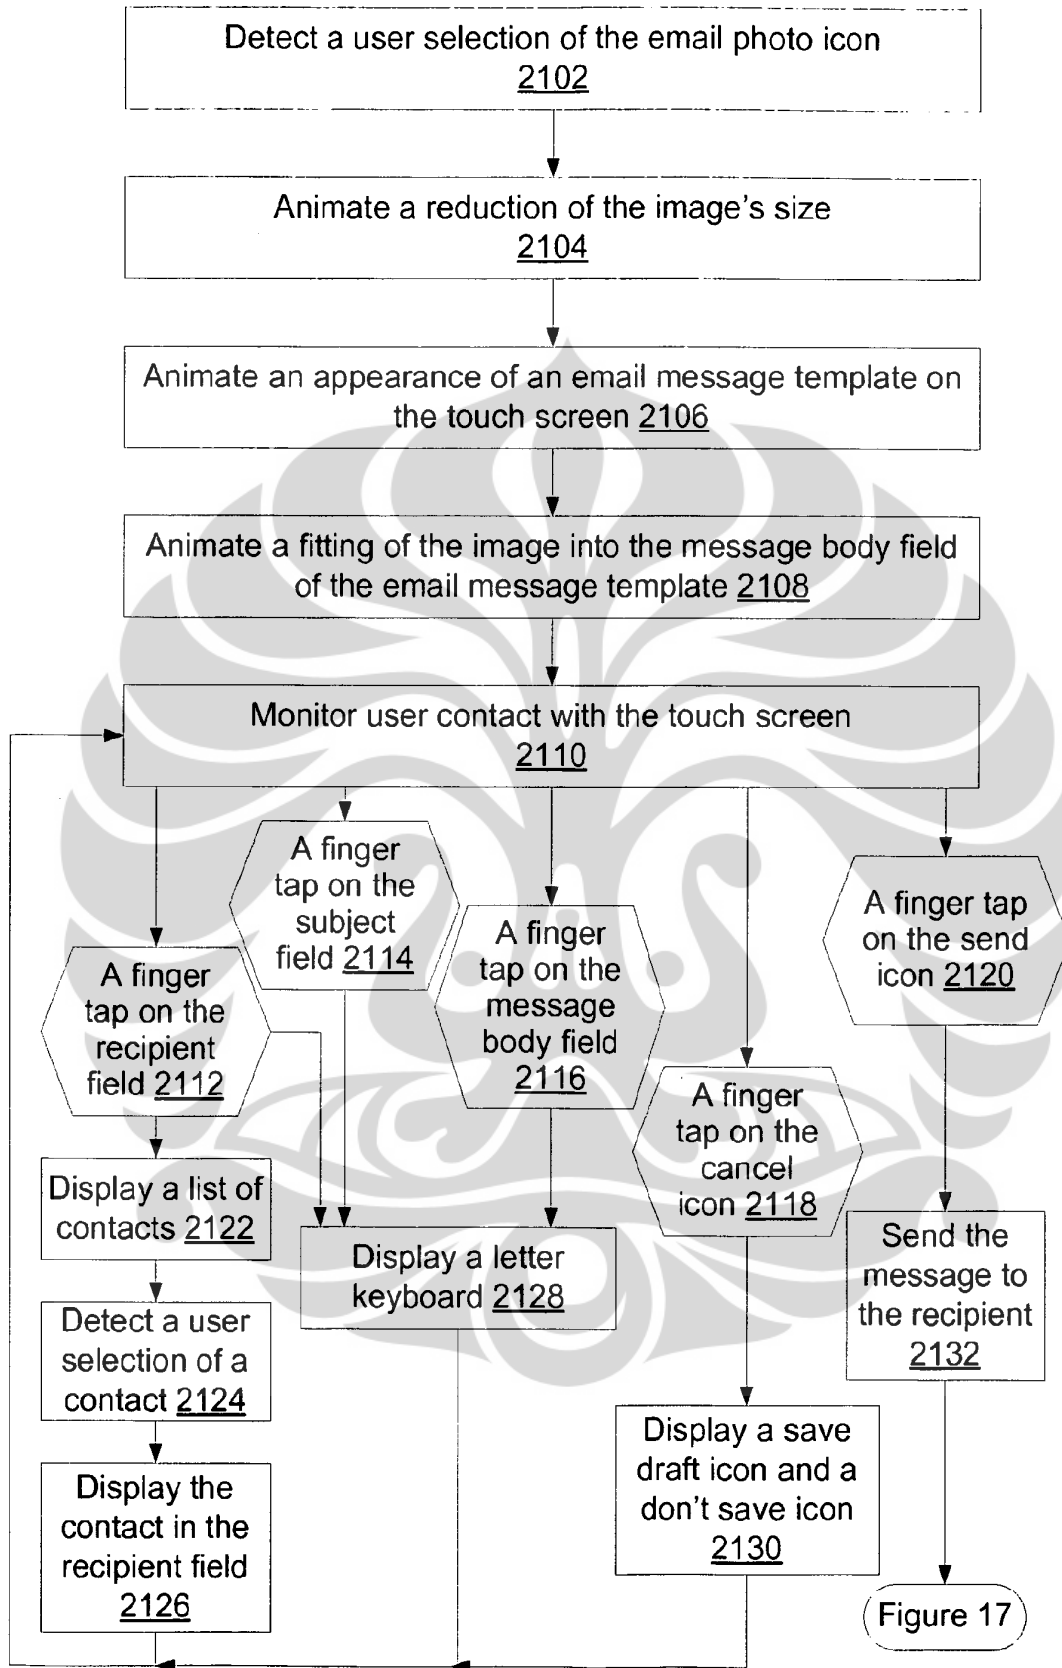 Detect a user selection of the email photo icon
2102
Animate a reduction of the image's size
2104
Animate an appearance of an email message template on
the touch screen 2106
Animate a fitting of the image into the message body field
of the email message template 2108
Monitor user contact with the touch screen
2110
A finger
tap on the
recipient
field 2112
A finger
tap on the
subject
field 2114
A finger
tap on the
message
body field
2116
A finger
tap on the
cancel
icon 2118
A finger tap
on the send
icon 2120
Display a list of
contacts 2122
Detect a user
selection of a
contact 2124
Display the
contact in the
recipient field
2126
Display a letter
keyboard 2128
Display a save
draft icon and a
don't save icon
2130
Send the
message to
the recipient
2132
Figure 17